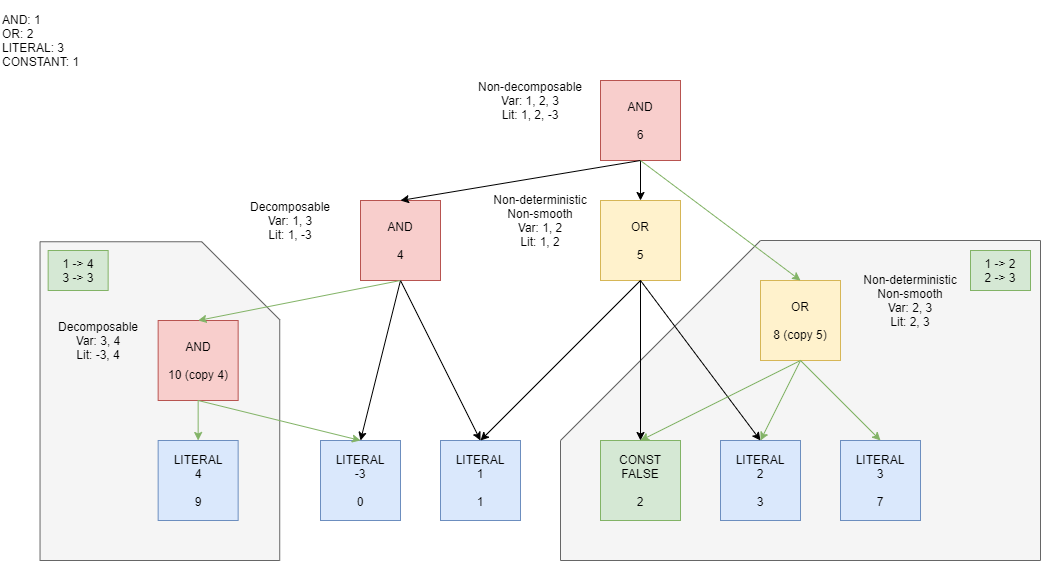 AND: 1
OR: 2
LITERAL: 3
CONSTANT: 1
Non-decomposable
Var: 1, 2, 3
Lit: 1, 2, -3
AND
6
Decomposable
Var: 1, 3
Lit: 1, -3
AND
4
Non-deterministic
Non-smooth
Var: 1, 2
Lit: 1, 2
OR
5
1 -> 4
3 -> 3
Decomposable
Var: 3, 4
Lit: -3, 4
AND
10 (copy 4)
OR
8 (copy 5)
Non-deterministic
Non-smooth
Var: 2, 3
Lit: 2, 3
1 -> 2
2 -> 3
LITERAL
4
9
LITERAL
-3
0
LITERAL
1
1
CONST
FALSE
2
LITERAL
2
3
LITERAL
3
7